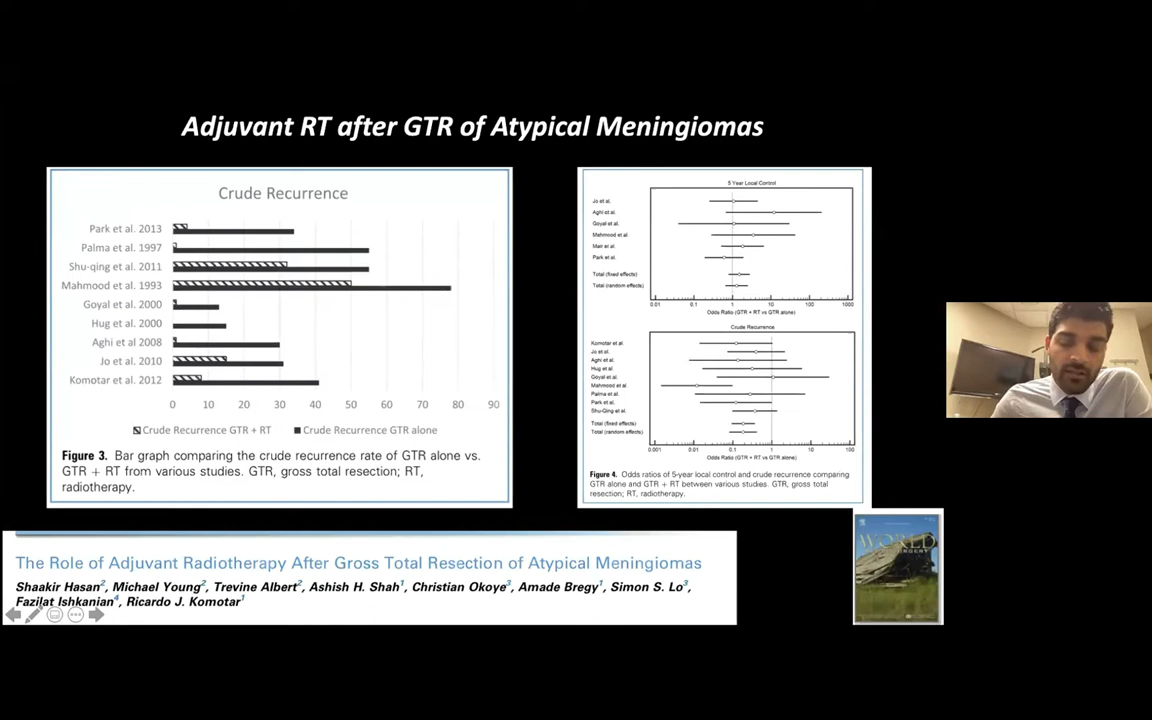 Adjuvant RT after GTR of Atypical Meningiomas
Crude Recurrence
Park et al. 2013
Palma et al. 1997
Shu-qing et al. 2011
Mahmood et al. 1993
Goyal et al. 2000
Hug et al. 2000
Aghi et al 2008
Jo et al. 2010
Komotar et al. 2012
0 10 20 30 40 50 60 70 80 90
Crude Recurrence GTR + RT Crude Recurrence GTR alone
Figure 3. Bar graph comparing the crude recurrence rate of GTR alone vs.
GTR + RT from various studies. GTR, gross total resection; RT,
radiotherapy.
5 Year Local Control
Jo et al.
Aghi et al.
Goyal et al.
Mahmood et al.
Mair et al.
Park et al.
Total (fixed effects)
Total (random effects)
0.01 0.1 1 10 100 1000
Odds Ratio (GTR + RT vs GTR alone)
Crude Recurrence
Komotar et al.
Jo et al.
Aghi et al.
Hug et al.
Goyal et al.
Mahmood et al.
Palma et al.
Park et al.
Shu-Qing et al.
Total (fixed effects)
Total (random effects)
0.001 0.01 0.1 1 10 100
Odds Ratio (GTR + RT vs GTR alone)
Figure 4. Odds ratios of 5-year local control and crude recurrence comparing
GTR alone and GTR + RT between various studies. GTR, gross total
resection; RT, radiotherapy.
The Role of Adjuvant Radiotherapy After Gross Total Resection of Atypical Meningiomas
Shaakir Hasan2, Michael Young2, Trevine Albert2, Ashish H. Shah1, Christian Okoye3, Amade Bregy1, Simon S. Lo3,
Fazilat Ishkanian4, Ricardo J. Komotar1
WORLD